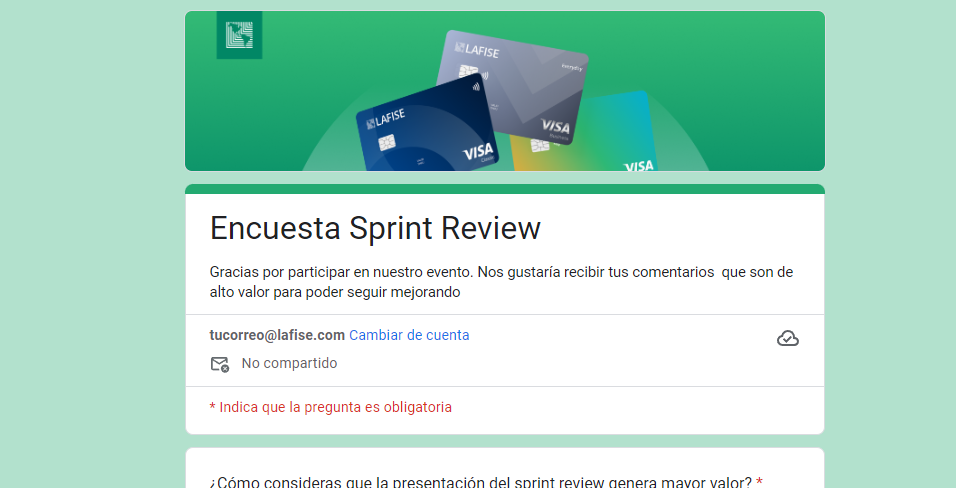 LAFISE
LAFISE
VISA
VISA
VISA
Encuesta Sprint Review
Gracias por participar en nuestro evento. Nos gustaría recibir tus comentarios  que son de
alto valor para poder seguir mejorando
tucorreo@lafise.com Cambiar de cuenta
No compartido
* Indica que la pregunta es obligatoria
¿Cómo consideras que la presentación del sprint review genera mayor valor? *